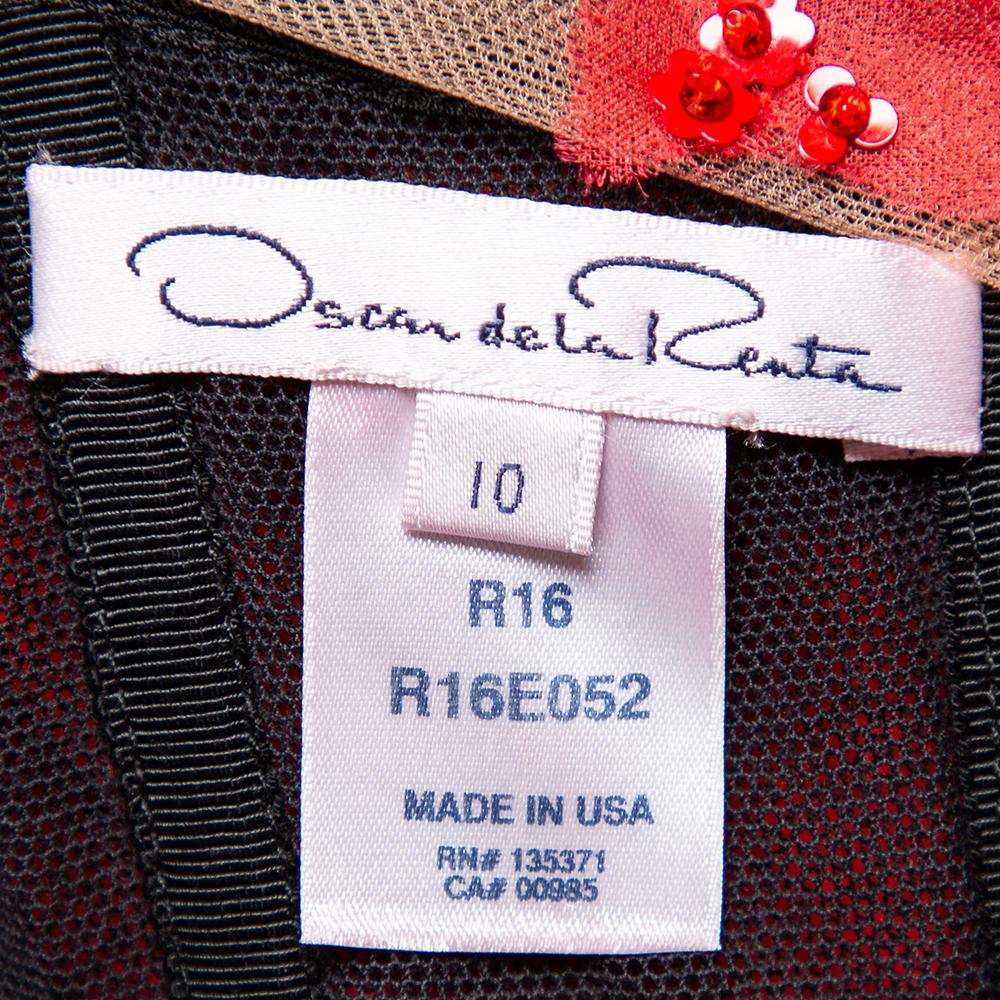 Oscar de la Renta
10
R16
R16E052
MADE IN USA
RN# 135371
CA# 00985